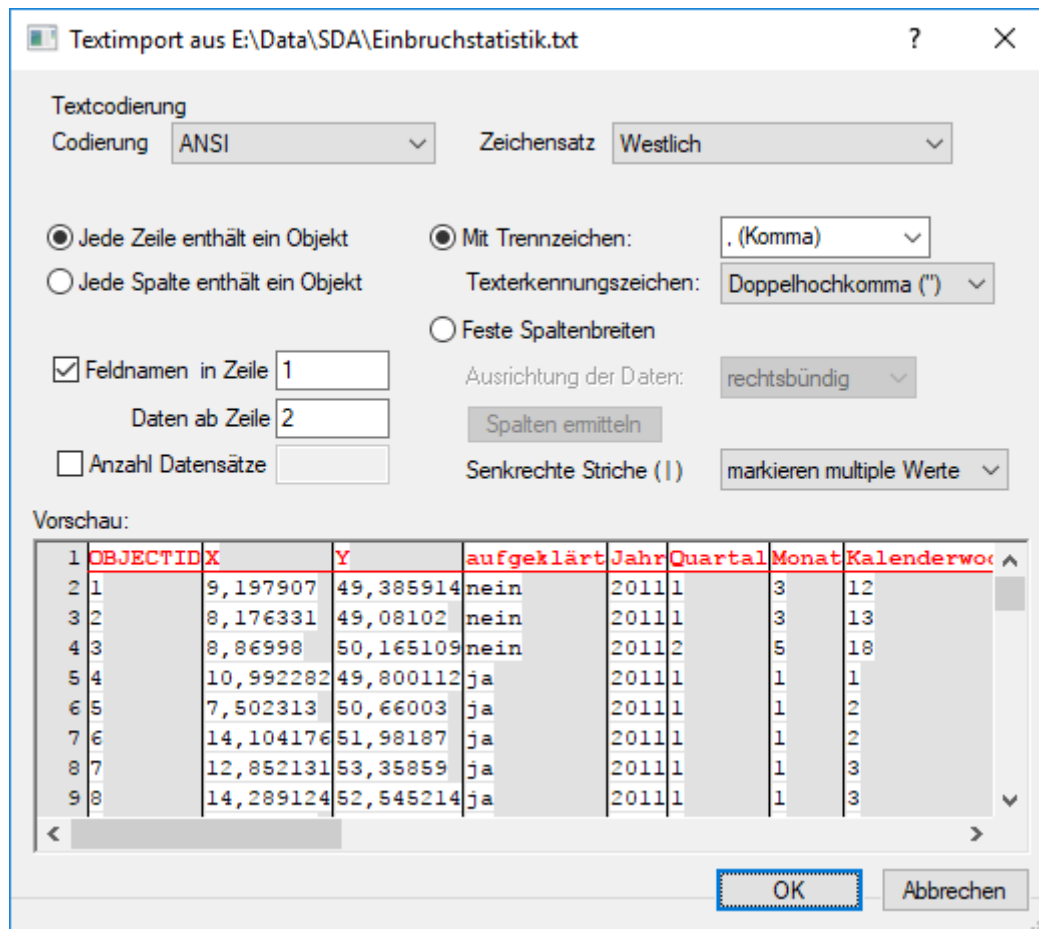 Textimport aus E:\Data\SDA\Einbruchstatistik.txt ?
Textcodierung
Codierung ANSI Zeichensatz Westlich
Jede Zeile enthält ein Objekt Mit Trennzeichen: , (Komma)
Jede Spalte enthält ein Objekt Texterkennungszeichen: Doppelhochkomma (")
Feste Spaltenbreiten
Feldnamen in Zeile 1 Ausrichtung der Daten: rechtsbündig
Daten ab Zeile 2 Spalten ermitteln
Anzahl Datensätze Senkrechte Striche (|) markieren multiple Werte
Vorschau:
1 OBJECTID X Y aufgeklärt Jahr Quartal Monat Kalenderwoc
2 1 9,197907 49,385914 nein 2011 1 3 12
3 2 8,176331 49,08102 nein 2011 1 3 13
4 3 8,86998 50,165109 nein 2011 2 5 18
5 4 10,992282 49,800112 ja 2011 1 1 1
6 5 7,502313 50,66003 ja 2011 1 1 2
7 6 14,104176 51,98187 ja 2011 1 1 2
8 7 12,852131 53,35859 ja 2011 1 1 3
9 8 14,289124 52,545214 ja 2011 1 1 3
OK Abbrechen